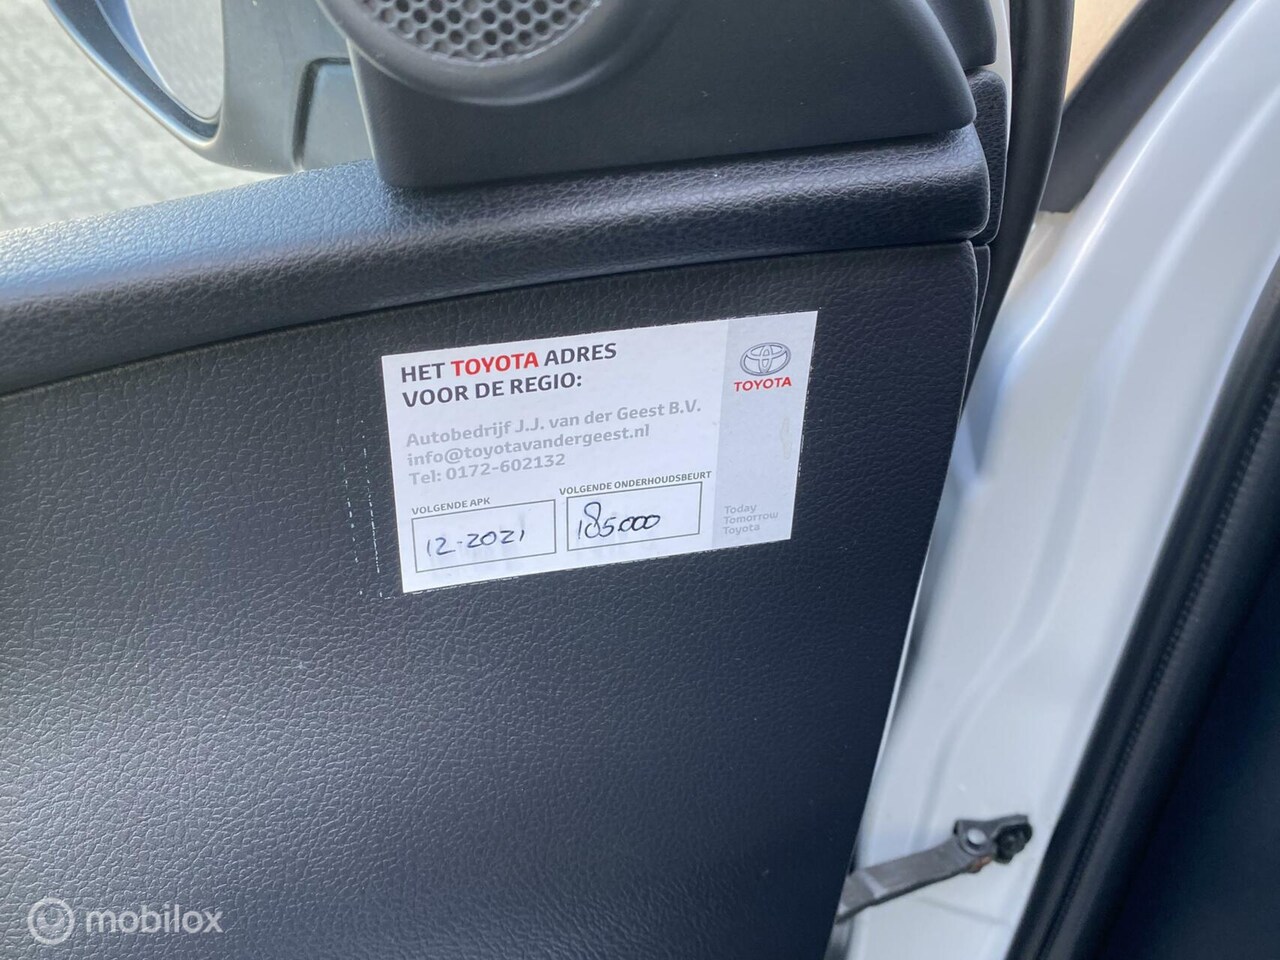 HET TOYOTA ADRES
VOOR DE REGIO:
TOYOTA
Autobedrijf J.J. van der Geest B.V.
info@toyotavandergeest.nl
Tel: 0172-602132
VOLGENDE APK
12-2021
VOLGENDE ONDERHOUDSBEURT
185.000
Today
Tomorrow
Toyota
mobilox